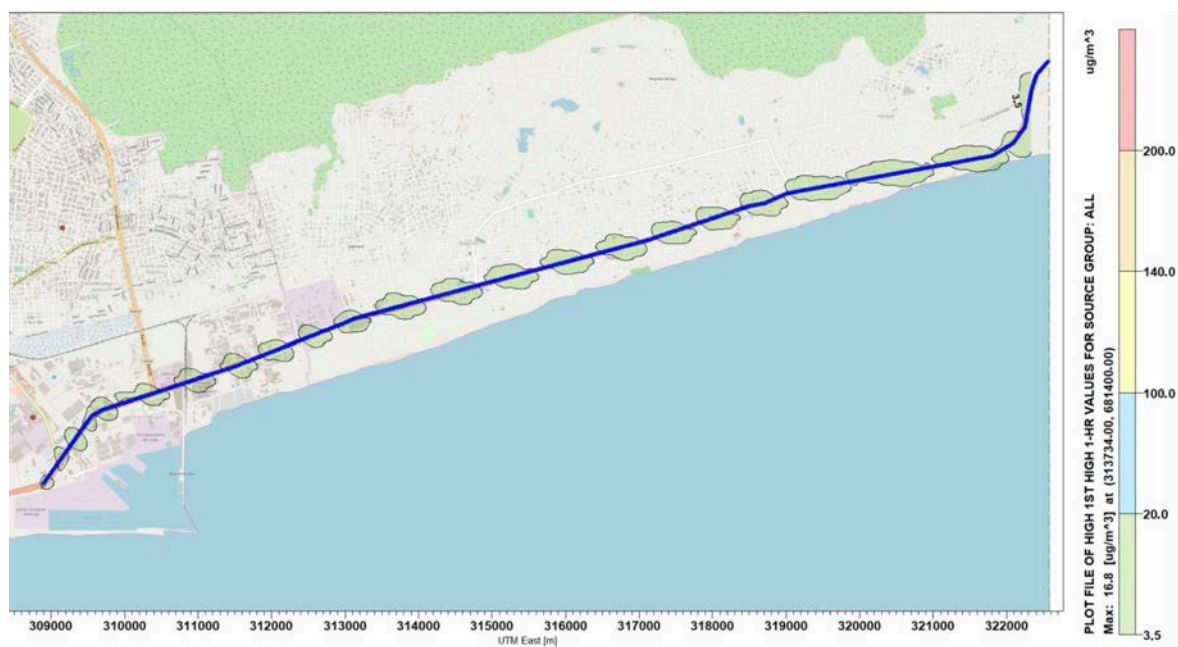 3.5
309000 310000 311000 312000 313000 314000 315000 316000 317000 318000 319000 320000 321000 322000
UTM East [m]
PLOT FILE OF HIGH 1ST HIGH 1-HR VALUES FOR SOURCE GROUP: ALL
ug/m^3
Max: 16.8 [ug/m^3] at (313734.00, 681400.00)
200.0
140.0
100.0
20.0
3.5